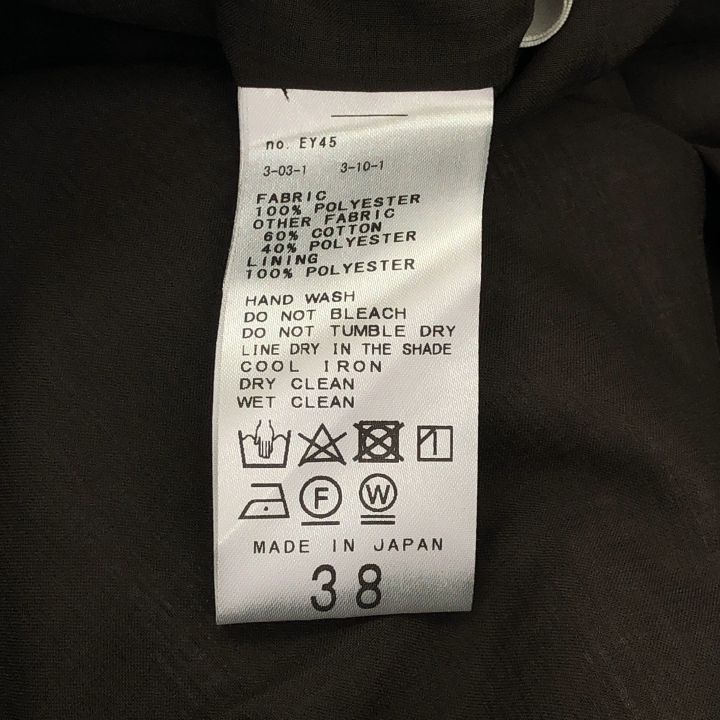 no. EY45
3-03-1 3-10-1
FABRIC
100% POLYESTER
OTHER FABRIC
60% COTTON
40% POLYESTER
LINING
100% POLYESTER
HAND WASH
DO NOT BLEACH
DO NOT TUMBLE DRY
LINE DRY IN THE SHADE
COOL IRON
DRY CLEAN
WET CLEAN
F W
MADE IN JAPAN
38